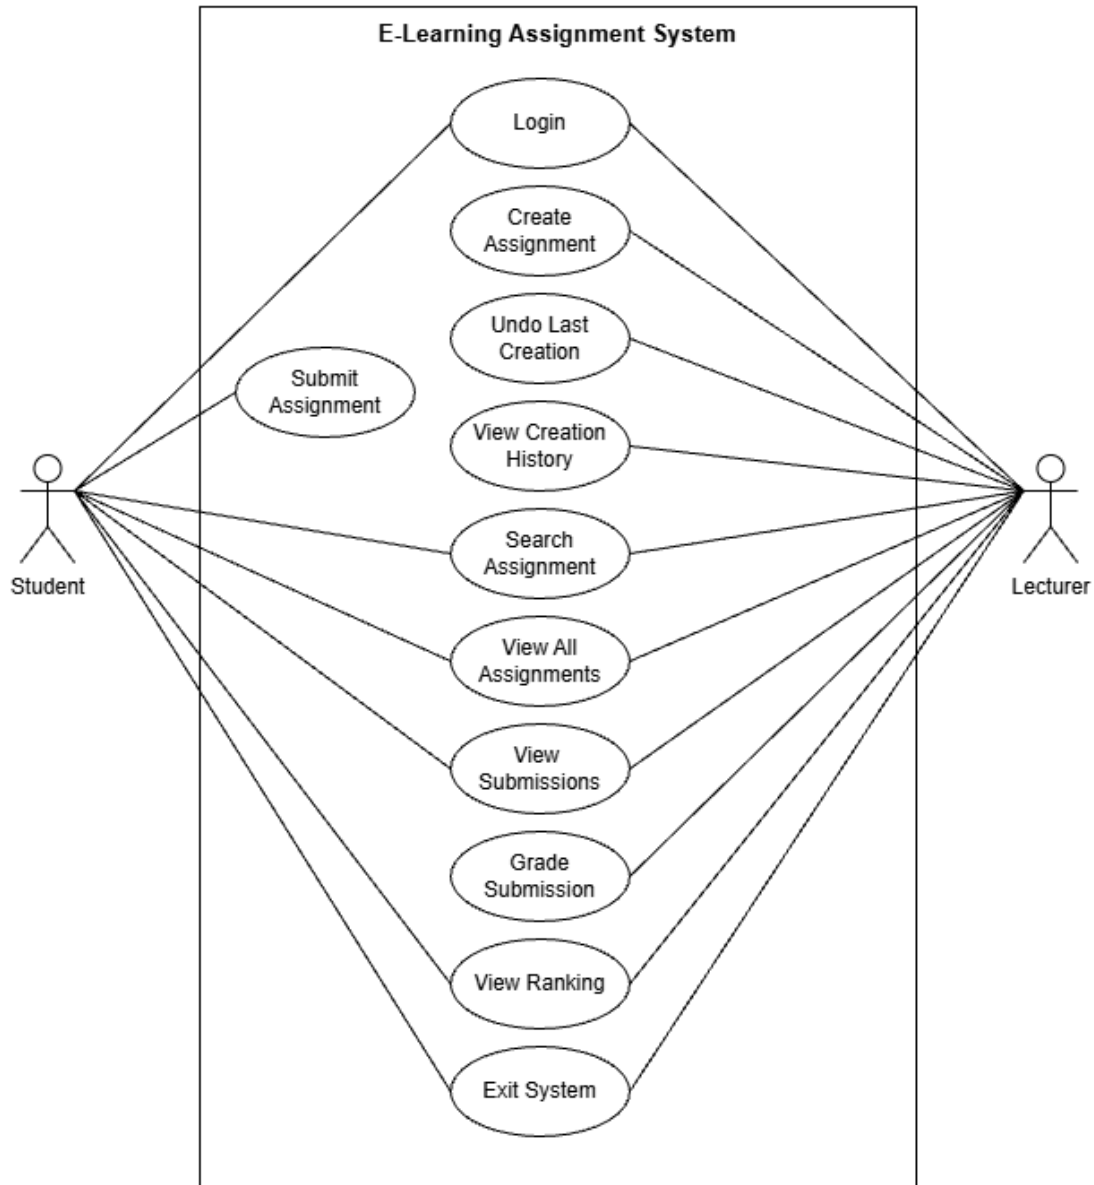 E-Learning Assignment System
Login
Create
Assignment
Undo Last
Creation
Submit
Assignment
View Creation
History
Search
Assignment
Student
Lecturer
View All
Assignments
View
Submissions
Grade
Submission
View Ranking
Exit System